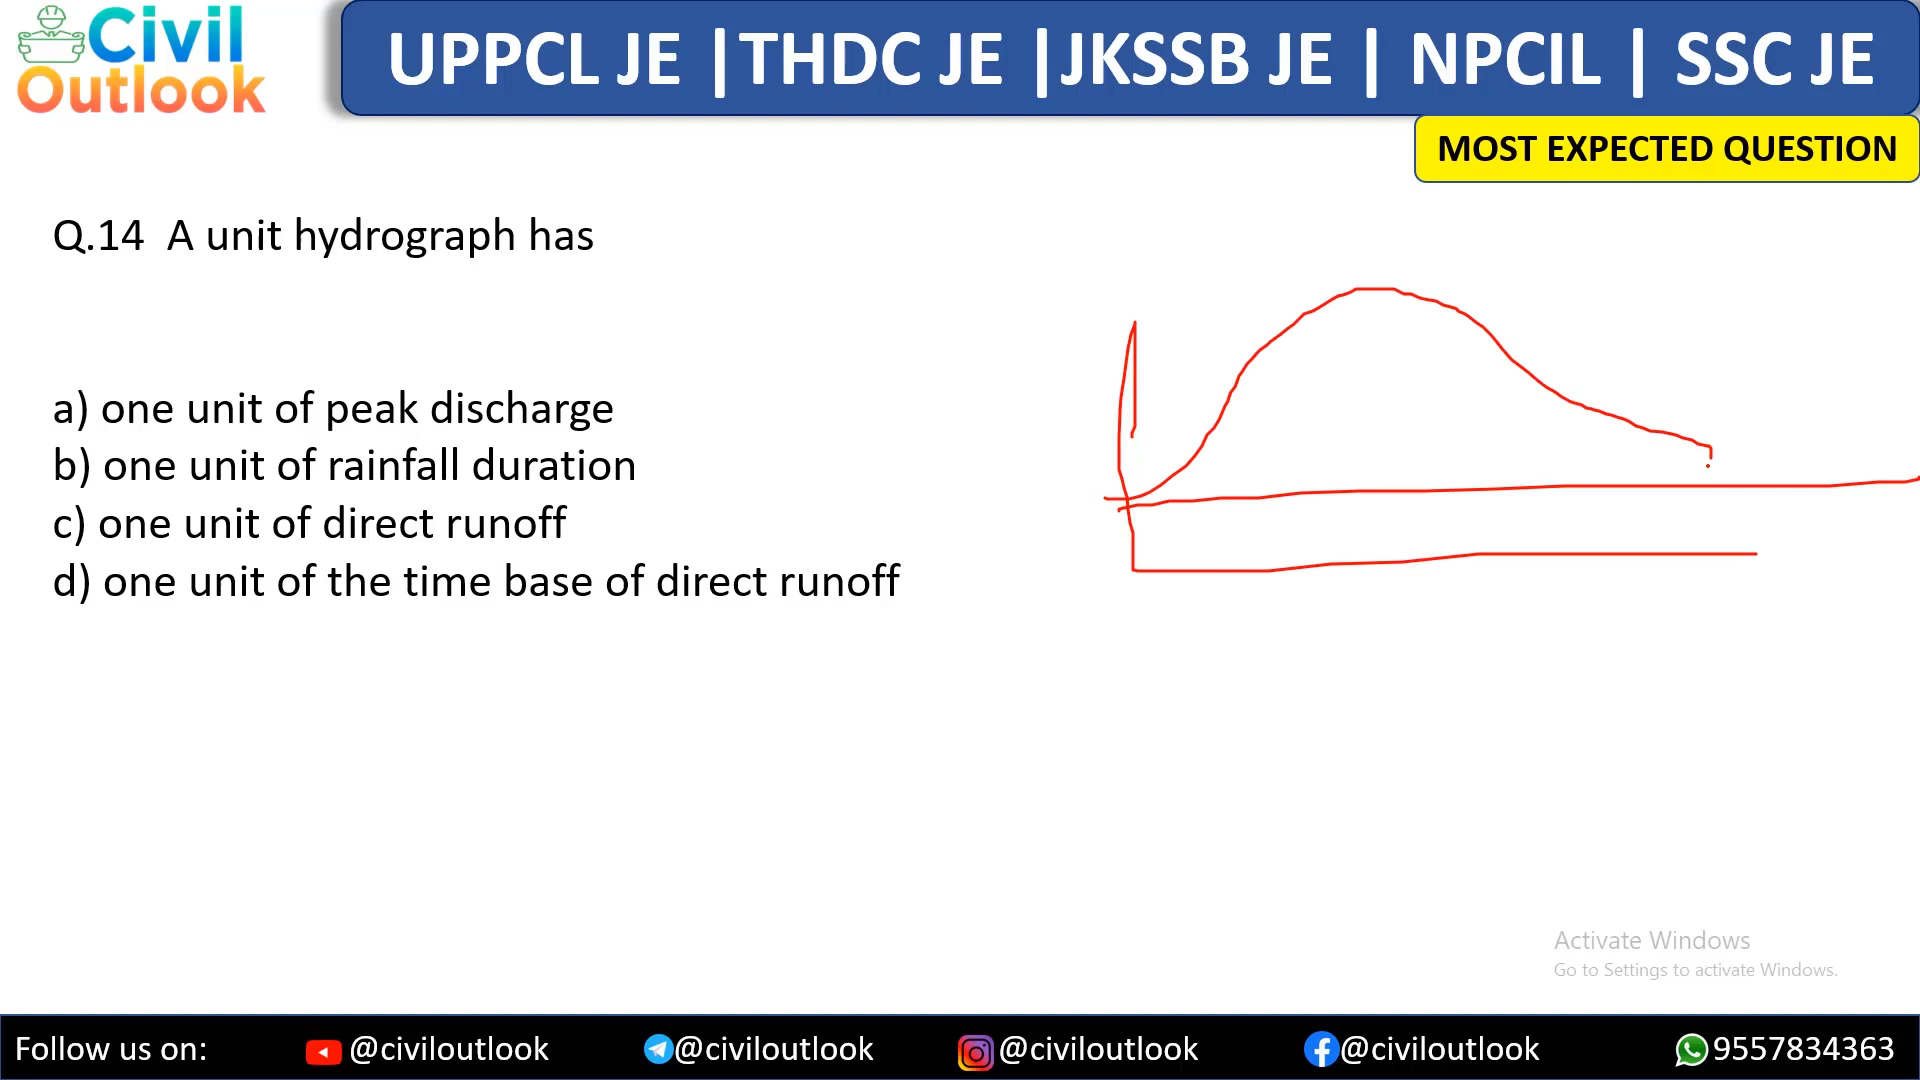 Civil
Outlook
UPPCL JE |THDC JE |JKSSB JE | NPCIL | SSC JE
MOST EXPECTED QUESTION
Q.14 A unit hydrograph has
a) one unit of peak discharge
b) one unit of rainfall duration
c) one unit of direct runoff
d) one unit of the time base of direct runoff
Activate Windows
Go to Settings to activate Windows.
Follow us on: @civiloutlook @civiloutlook @civiloutlook @civiloutlook 9557834363